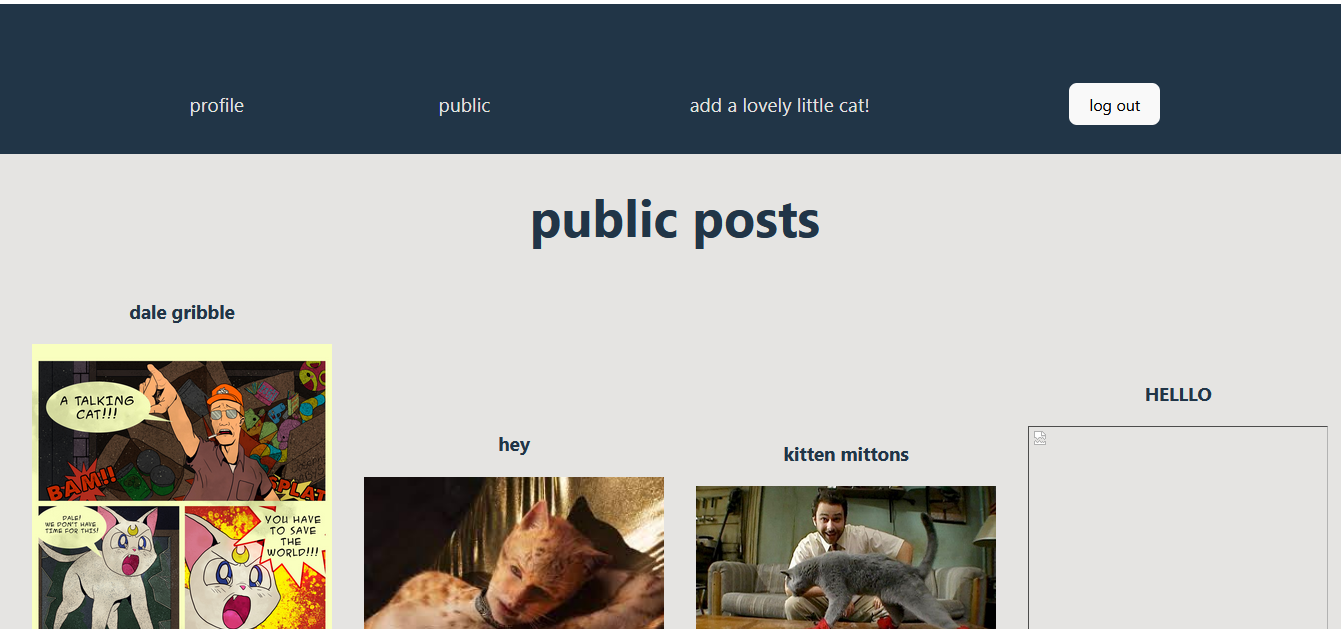 profile
public
add a lovely little cat!
log out
public posts
dale gribble
A TALKING
CAT!!!
BAM!!
SPLAT
DALE!
WE DON'T HAVE
TIME FOR THIS!
YOU HAVE
TO SAVE
THE
WORLD!!!
hey
kitten mittons
HELLLO